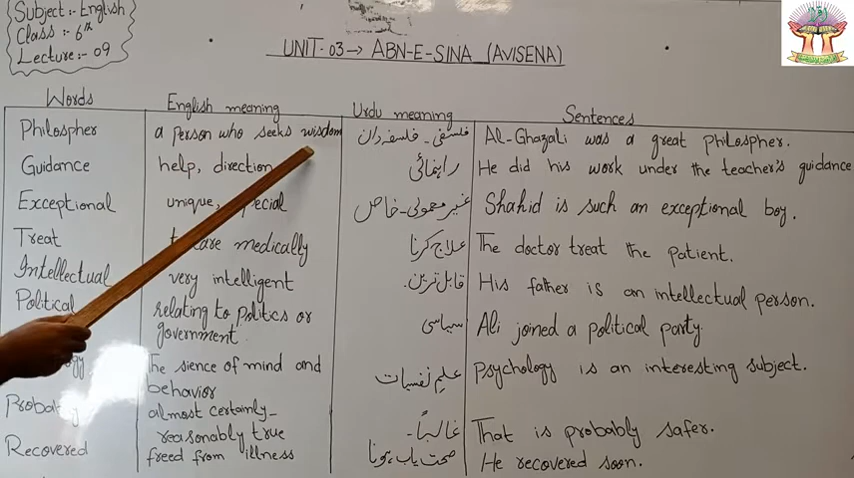 Subject:- English
Class:- 6th
Lecture:- 09
UNIT-03→ ABN-E-SINA (AVISENA)
Words English meaning Urdu meaning Sentences
Philospher a person who seeks wisdom فلسفی - فلسفہ دان Al-Ghazali was a great philospher.
Guidance help, direction راہنمائی He did his work under the teacher's guidance
Exceptional unique, غیر معمولی - خاص Shahid is such an exceptional boy.
Treat care medically علاج کرنا The doctor treat the patient.
Intellectual very intelligent قابل ترین. His father is an intellectual person.
Political relating to politics or government سیاسی Ali joined a political party
The sience of mind and behavior علم نفسیات Psychology is an interesting subject.
almost certainly- reasonably true غالباً- That is probably safer.
Recovered freed from illness صحت یاب ہونا He recovered soon.